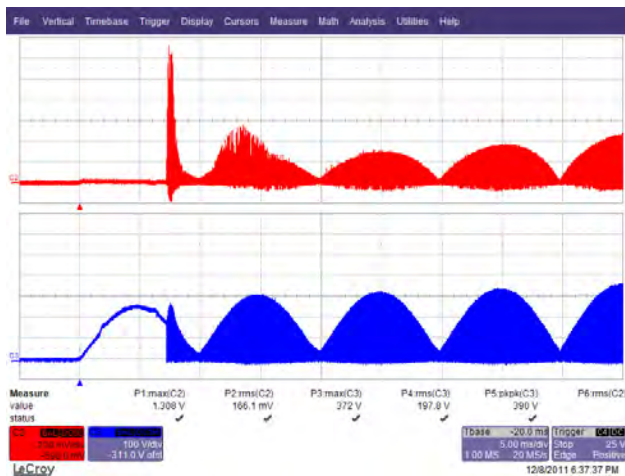 File Vertical Timebase Trigger Display Cursors Measure Math Analysis Utilities Help
C2
C3
Measure P1:max(C2) P2:rms(C2) P3:max(C3) P4:rms(C3) P5:pkpk(C3) P6:rms(C2)
value 1.308 V 166.1 mV 372 V 197.8 V 390 V
status
100 V/div
-311.0 V ofst
Tbase -20.0 ms Trigger
5.00 ms/div Stop 25 V
1.00 MS 20 MS/s Edge Positive
LeCroy 12/8/2011 6:37:37 PM